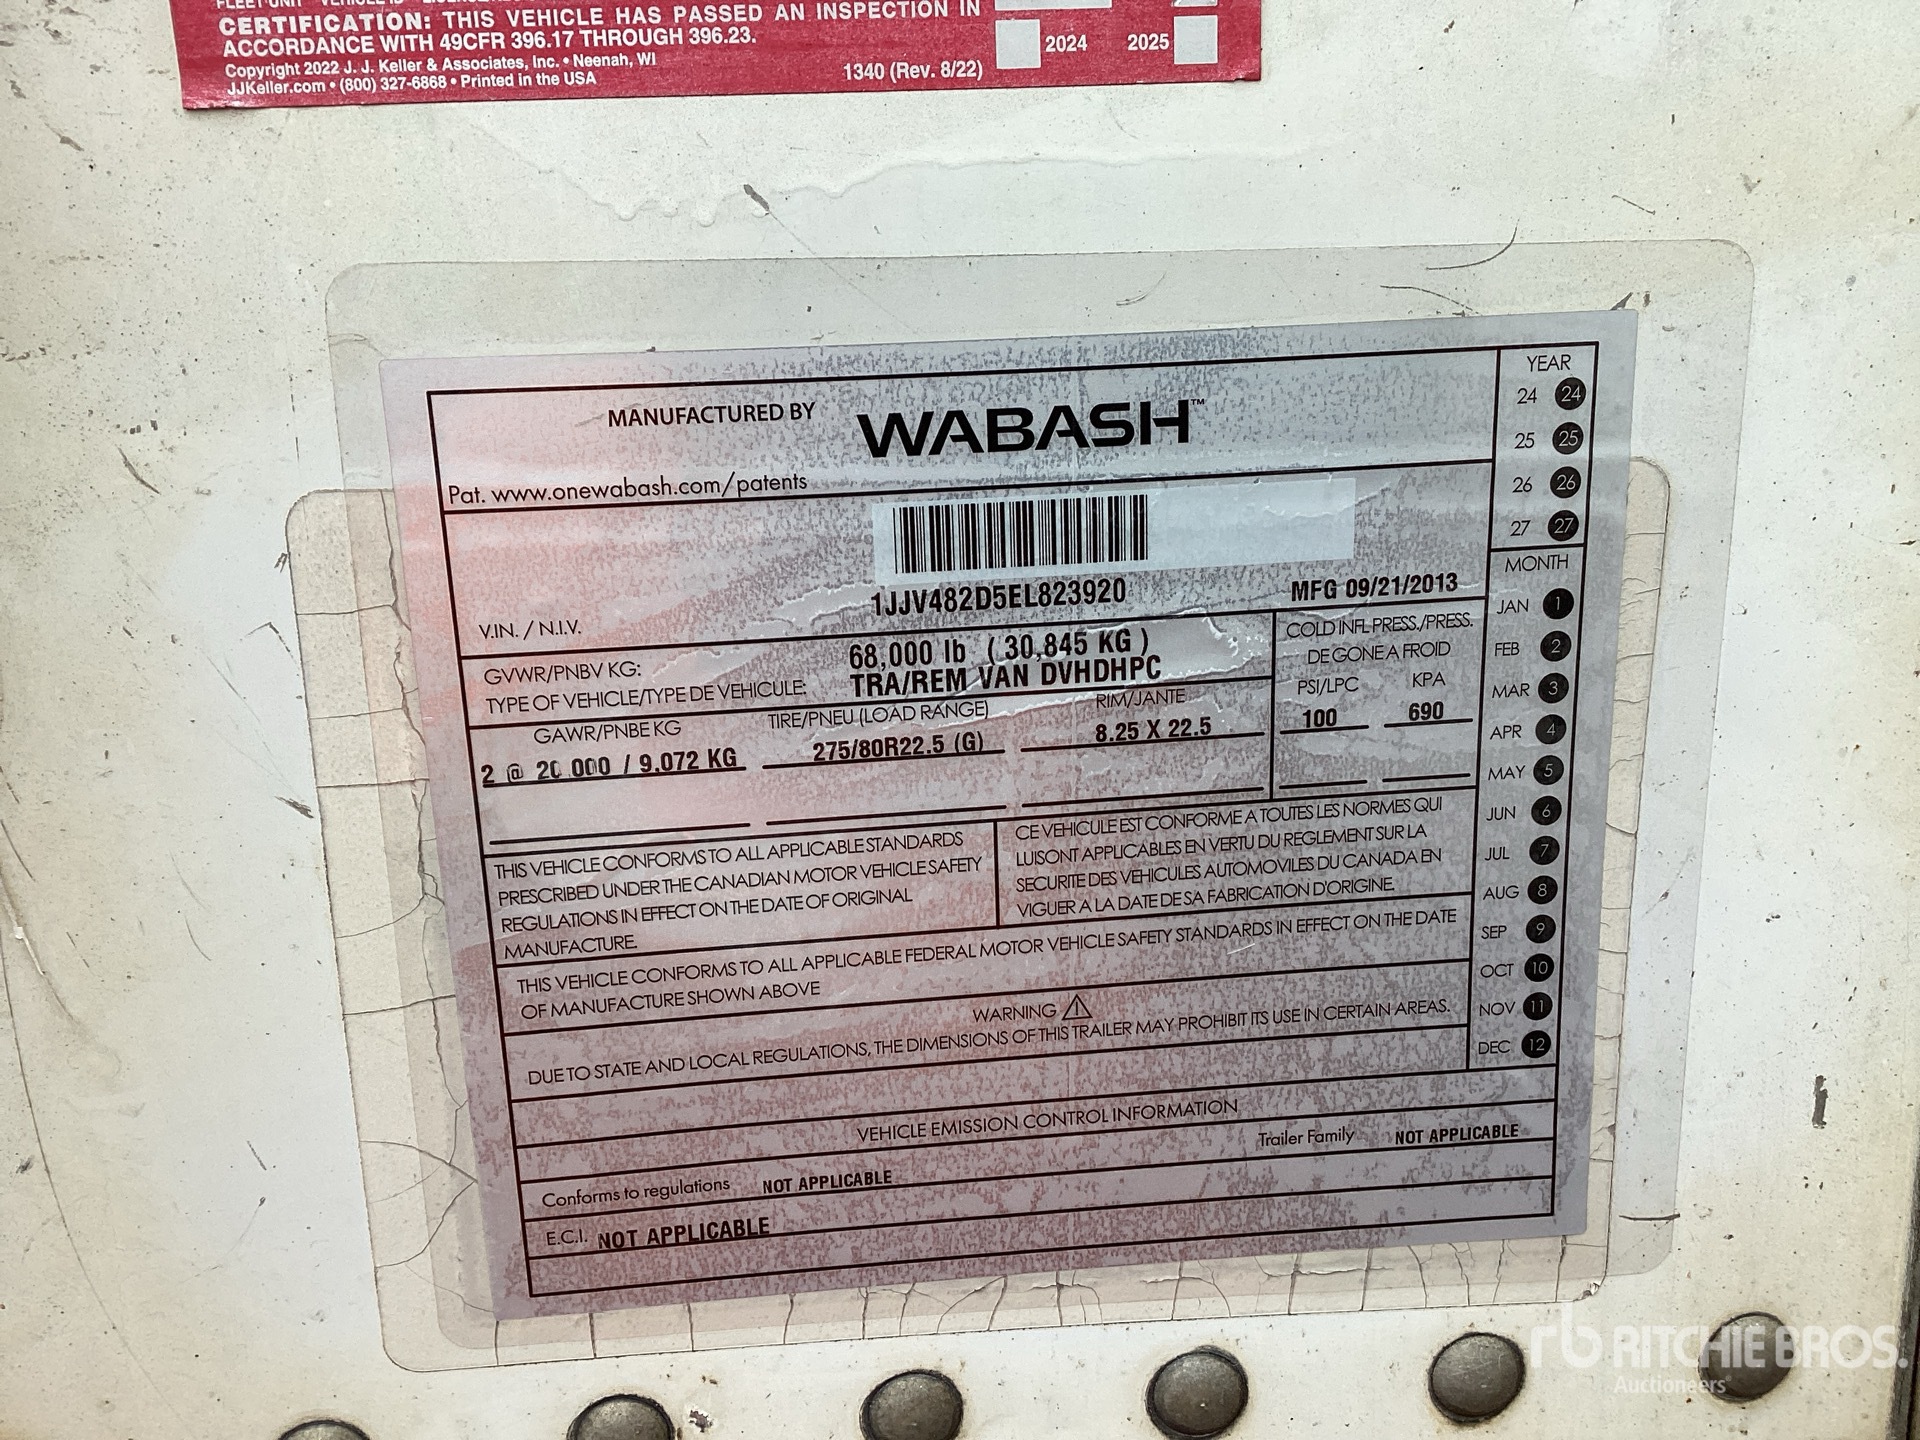 FLEET UNIT VEHICLE ID
CERTIFICATION: THIS VEHICLE HAS PASSED AN INSPECTION IN
ACCORDANCE WITH 49CFR 396.17 THROUGH 396.23.
Copyright 2022 J. J. Keller & Associates, Inc. • Neenah, WI
JJKeller.com • (800) 327-6868 • Printed in the USA
1340 (Rev. 8/22)
2024
2025
MANUFACTURED BY WABASH™
Pat. www.onewabash.com/patents
V.I.N. / N.I.V. 1JJV482D5EL823920 MFG 09/21/2013
GVWR/PNBV KG: 68,000 lb ( 30,845 KG )
TYPE OF VEHICLE/TYPE DE VEHICULE: TRA/REM VAN DVHDHPC
COLD INFL PRESS./PRESS.
DE GONE A FROID
GAWR/PNBE KG TIRE/PNEU (LOAD RANGE) RIM/JANTE PSI/LPC KPA
2 @ 20 000 / 9.072 KG 275/80R22.5 (G) 8.25 X 22.5 100 690
THIS VEHICLE CONFORMS TO ALL APPLICABLE STANDARDS
PRESCRIBED UNDER THE CANADIAN MOTOR VEHICLE SAFETY
REGULATIONS IN EFFECT ON THE DATE OF ORIGINAL
MANUFACTURE.
CE VEHICULE EST CONFORME A TOUTES LES NORMES QUI
LUISONT APPLICABLES EN VERTU DU REGLEMENT SUR LA
SECURITE DES VEHICULES AUTOMOVILES DU CANADA EN
VIGUER A LA DATE DE SA FABRICATION D'ORIGINE.
THIS VEHICLE CONFORMS TO ALL APPLICABLE FEDERAL MOTOR VEHICLE SAFETY STANDARDS IN EFFECT ON THE DATE
OF MANUFACTURE SHOWN ABOVE
WARNING
DUE TO STATE AND LOCAL REGULATIONS, THE DIMENSIONS OF THIS TRAILER MAY PROHIBIT ITS USE IN CERTAIN AREAS.
VEHICLE EMISSION CONTROL INFORMATION
Trailer Family NOT APPLICABLE
Conforms to regulations NOT APPLICABLE
E.C.I. NOT APPLICABLE
YEAR
24 24
25 25
26 26
27 27
MONTH
JAN 1
FEB 2
MAR 3
APR 4
MAY 5
JUN 6
JUL 7
AUG 8
SEP 9
OCT 10
NOV 11
DEC 12
rb RITCHIE BROS.
Auctioneers